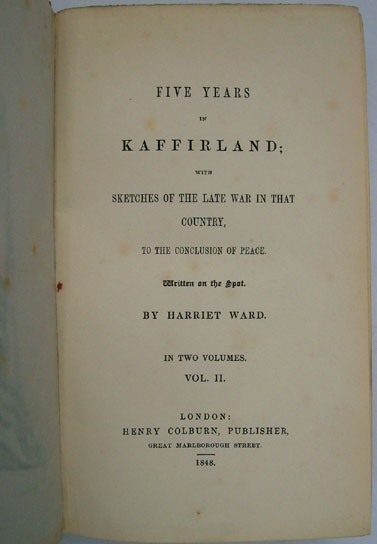 FIVE YEARS
IN
KAFFIRLAND;
WITH
SKETCHES OF THE LATE WAR IN THAT
COUNTRY,
TO THE CONCLUSION OF PEACE.
Written on the Spot.
BY HARRIET WARD.
IN TWO VOLUMES.
VOL. II.
LONDON:
HENRY COLBURN, PUBLISHER,
GREAT MARLBOROUGH STREET.
1848.